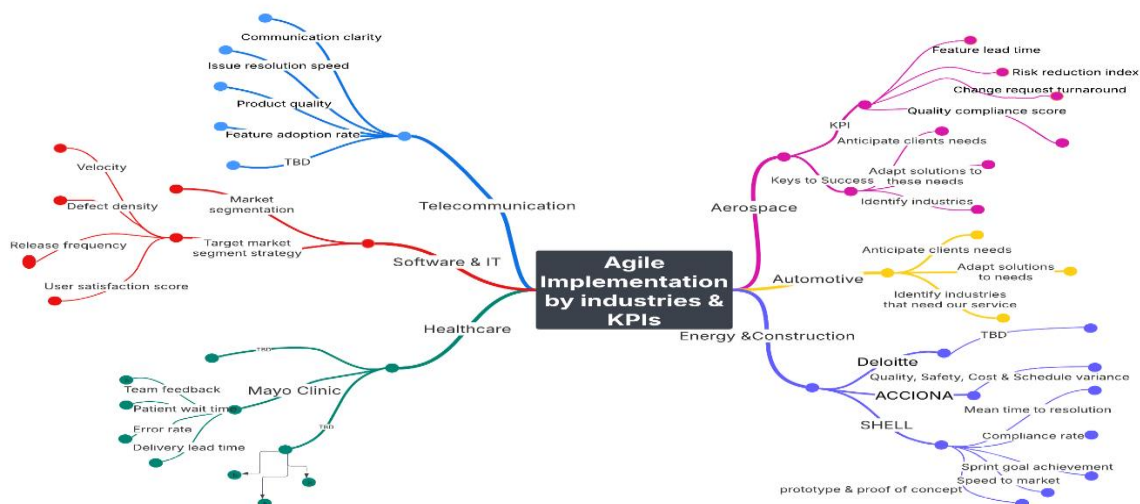 Communication clarity
Issue resolution speed
Product quality
Feature adoption rate
TBD
Telecommunication
Velocity
Defect density
Release frequency
User satisfaction score
Market
segmentation
Target market
segment strategy
Software & IT
Healthcare
TBD
Mayo Clinic
Team feedback
Patient wait time
Error rate
Delivery lead time
TBD
Agile
Implementation
by industries &
KPIs
Feature lead time
Risk reduction index
Change request turnaround
Quality compliance score
KPI
Anticipate clients needs
Keys to Success
Adapt solutions to
these needs
Identify industries
Aerospace
Anticipate clients needs
Automotive
Adapt solutions
to needs
Identify industries
that need our service
Energy &Construction
TBD
Deloitte
Quality, Safety, Cost & Schedule variance
ACCIONA
Mean time to resolution
SHELL
Compliance rate
Sprint goal achievement
Speed to market
prototype & proof of concept